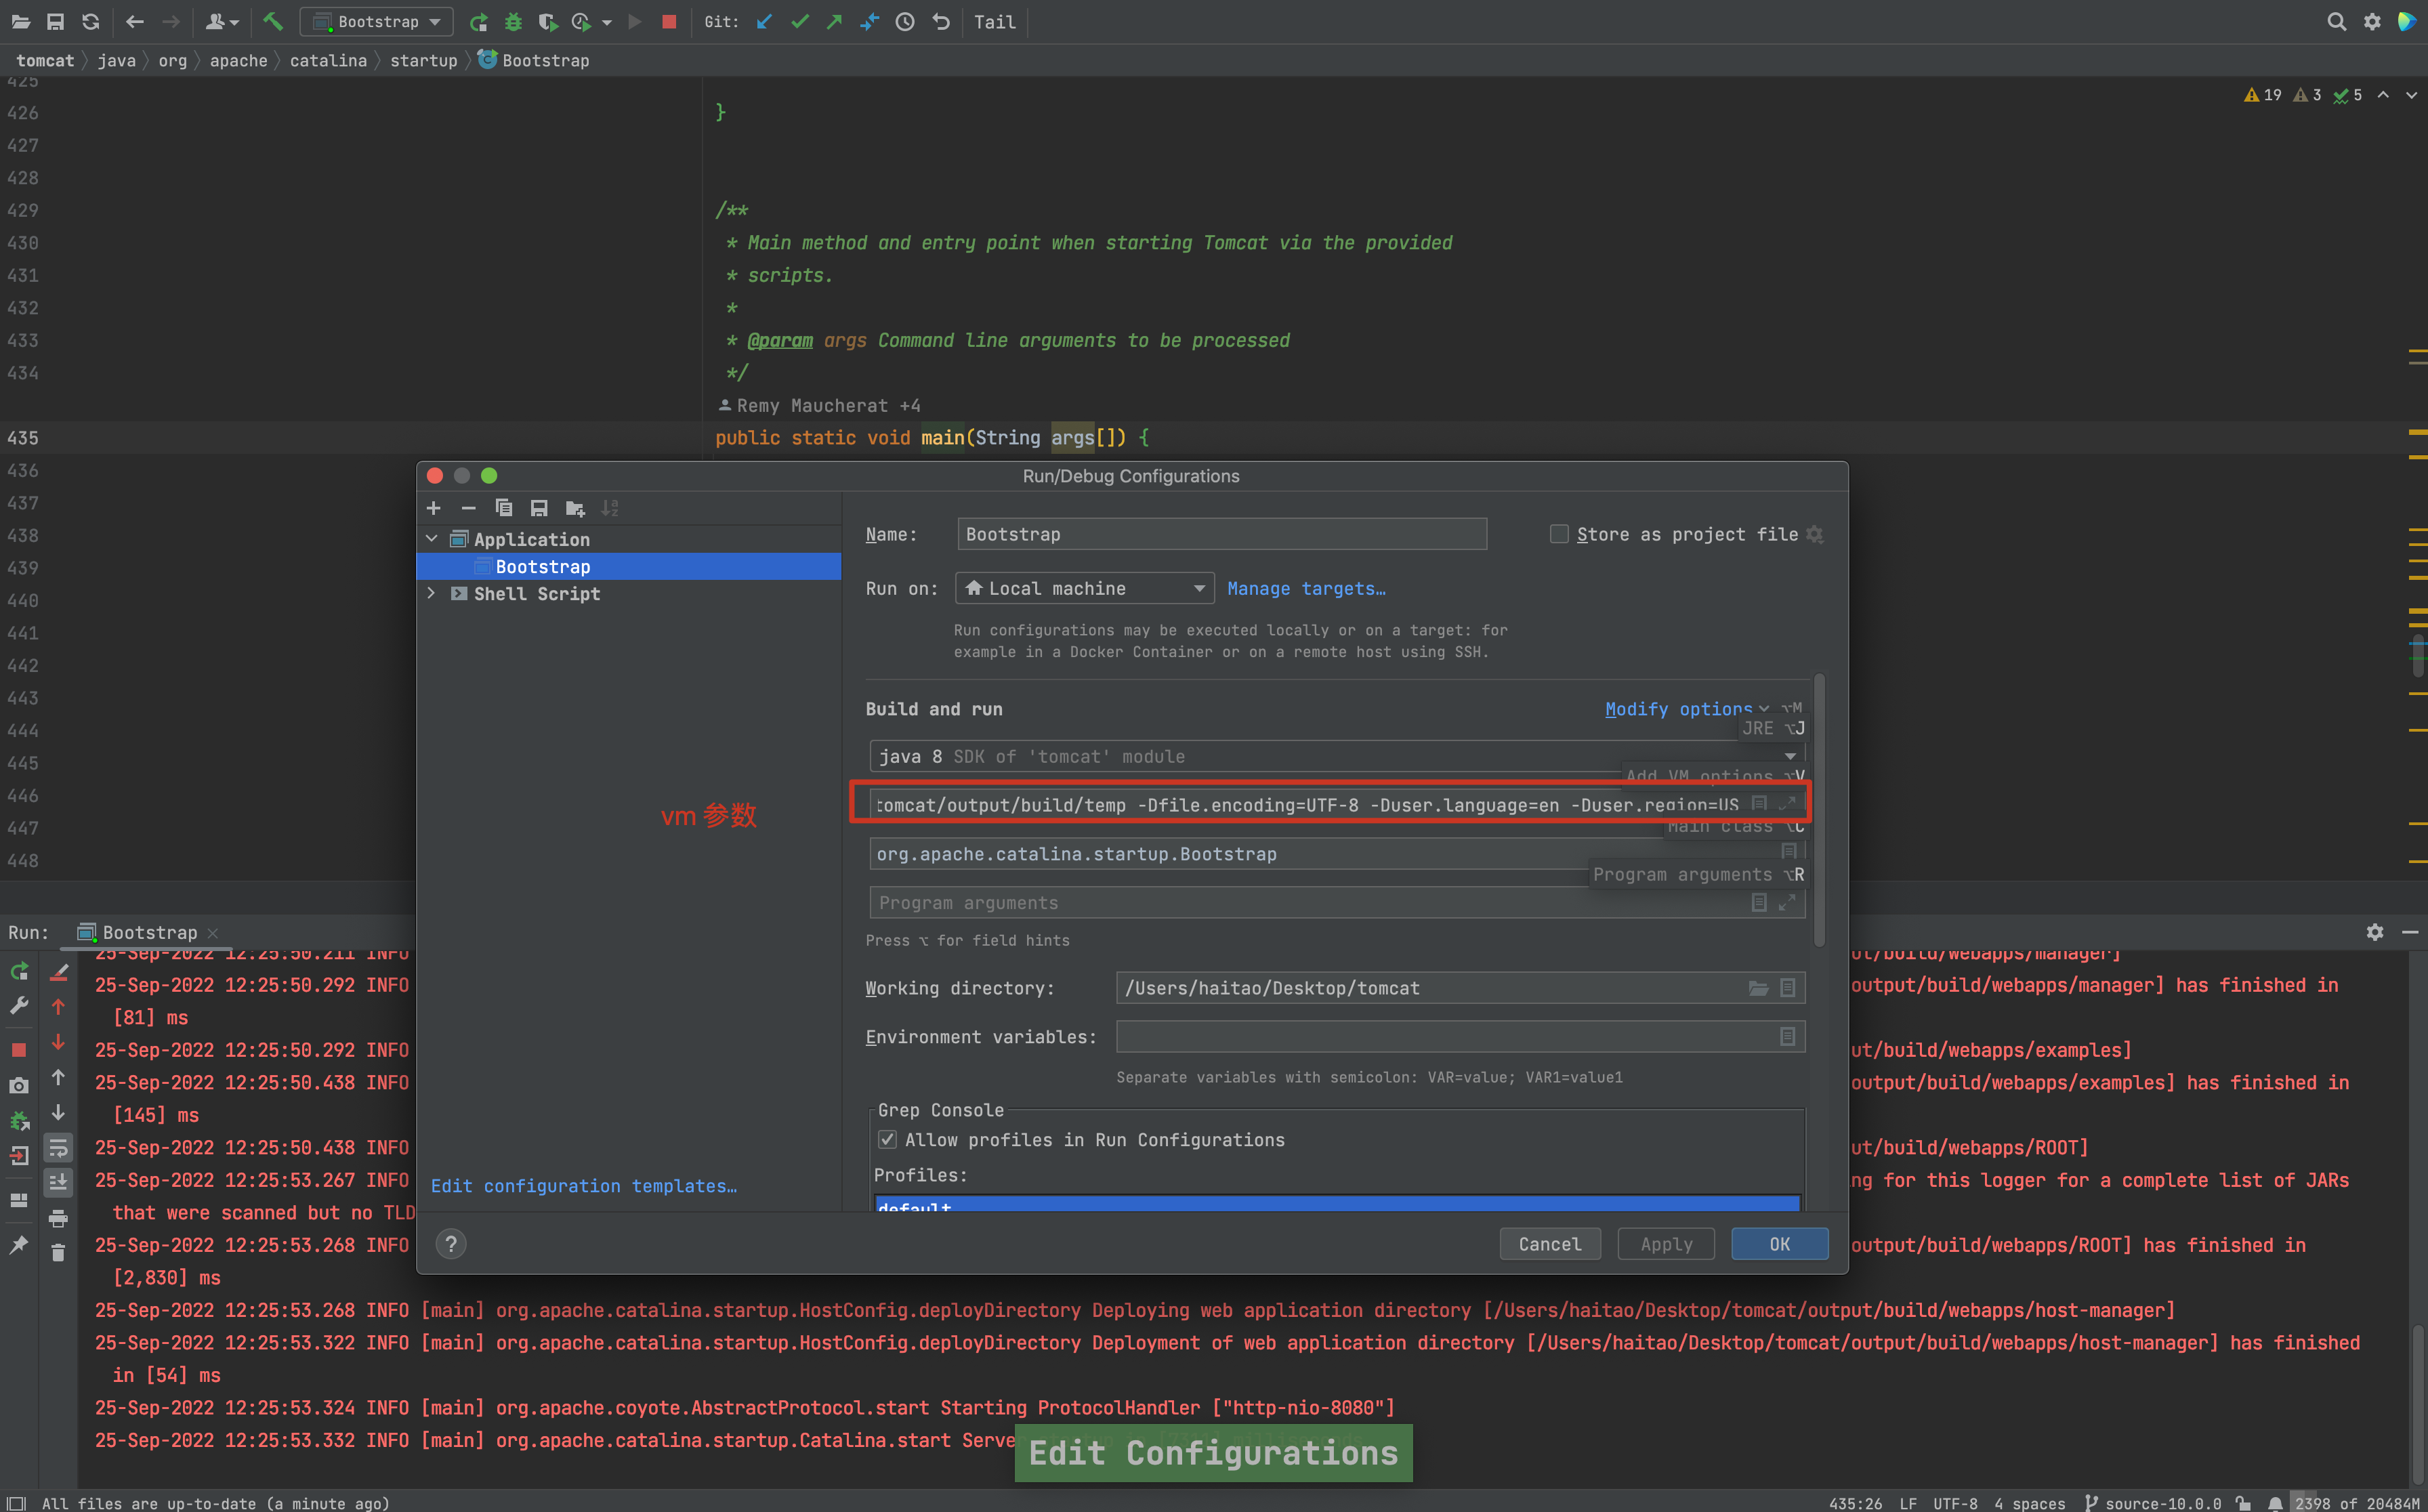 Bootstrap
Git:
Tail
tomcat java org apache catalina startup Bootstrap
19 3 5
425
426 }
427
428
429 /**
430 * Main method and entry point when starting Tomcat via the provided
431 * scripts.
432 *
433 * @param args Command line arguments to be processed
434 */
Remy Maucherat +4
435 public static void main(String args[]) {
436
437
438
439
440
441
442
443
444
445
446
447
448
Run/Debug Configurations
Application
Bootstrap
Shell Script
Edit configuration templates…
Name: Bootstrap
Store as project file
Run on: Local machine Manage targets…
Run configurations may be executed locally or on a target: for
example in a Docker Container or on a remote host using SSH.
Build and run
Modify options ⌥M
JRE ⌥J
java 8 SDK of 'tomcat' module
Add VM options ⌥V
vm 参数
tomcat/output/build/temp -Dfile.encoding=UTF-8 -Duser.language=en -Duser.region=US
Main class ⌥C
org.apache.catalina.startup.Bootstrap
Program arguments ⌥R
Program arguments
Press ⌥ for field hints
Working directory: /Users/haitao/Desktop/tomcat
Environment variables:
Separate variables with semicolon: VAR=value; VAR1=value1
Grep Console
Allow profiles in Run Configurations
Profiles:
default
? Cancel Apply OK
Run: Bootstrap
25-Sep-2022 12:25:50.211 INFO ut/build/webapps/manager]
25-Sep-2022 12:25:50.292 INFO output/build/webapps/manager] has finished in
[81] ms
25-Sep-2022 12:25:50.292 INFO ut/build/webapps/examples]
25-Sep-2022 12:25:50.438 INFO output/build/webapps/examples] has finished in
[145] ms
25-Sep-2022 12:25:50.438 INFO ut/build/webapps/ROOT]
25-Sep-2022 12:25:53.267 INFO ng for this logger for a complete list of JARs
that were scanned but no TLD
25-Sep-2022 12:25:53.268 INFO output/build/webapps/ROOT] has finished in
[2,830] ms
25-Sep-2022 12:25:53.268 INFO [main] org.apache.catalina.startup.HostConfig.deployDirectory Deploying web application directory [/Users/haitao/Desktop/tomcat/output/build/webapps/host-manager]
25-Sep-2022 12:25:53.322 INFO [main] org.apache.catalina.startup.HostConfig.deployDirectory Deployment of web application directory [/Users/haitao/Desktop/tomcat/output/build/webapps/host-manager] has finished
in [54] ms
25-Sep-2022 12:25:53.324 INFO [main] org.apache.coyote.AbstractProtocol.start Starting ProtocolHandler ["http-nio-8080"]
25-Sep-2022 12:25:53.332 INFO [main] org.apache.catalina.startup.Catalina.start Serve
Edit Configurations
All files are up-to-date (a minute ago)
435:26 LF UTF-8 4 spaces source-10.0.0 2398 of 20484M